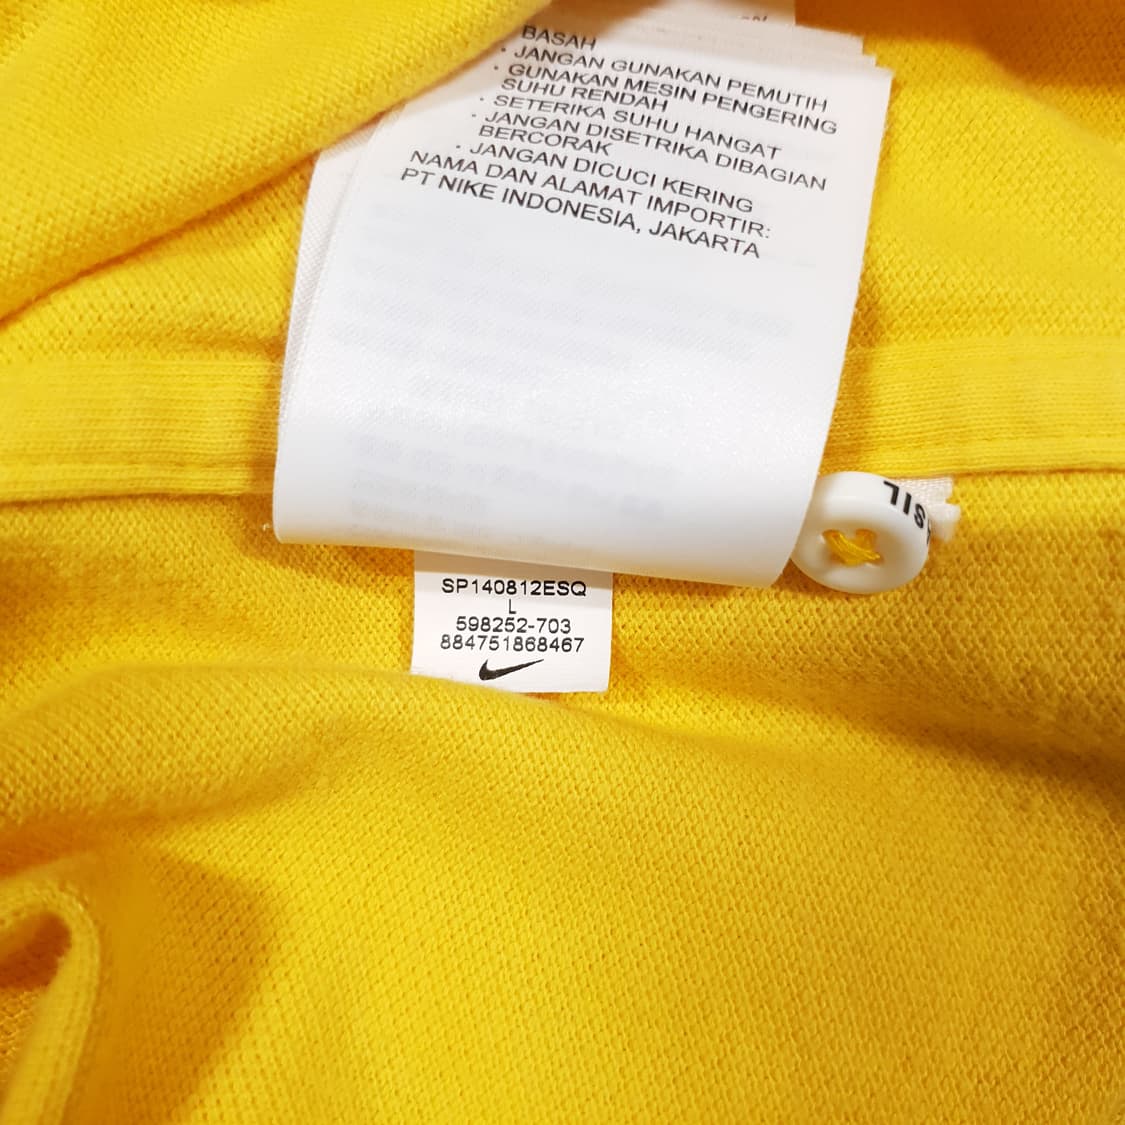 BASAH
· JANGAN GUNAKAN PEMUTIH
· GUNAKAN MESIN PENGERING
SUHU RENDAH
· SETERIKA SUHU HANGAT
· JANGAN DISETRIKA DIBAGIAN
BERCORAK
· JANGAN DICUCI KERING
NAMA DAN ALAMAT IMPORTIR:
PT NIKE INDONESIA, JAKARTA
SP140812ESQ
L
598252-703
884751868467